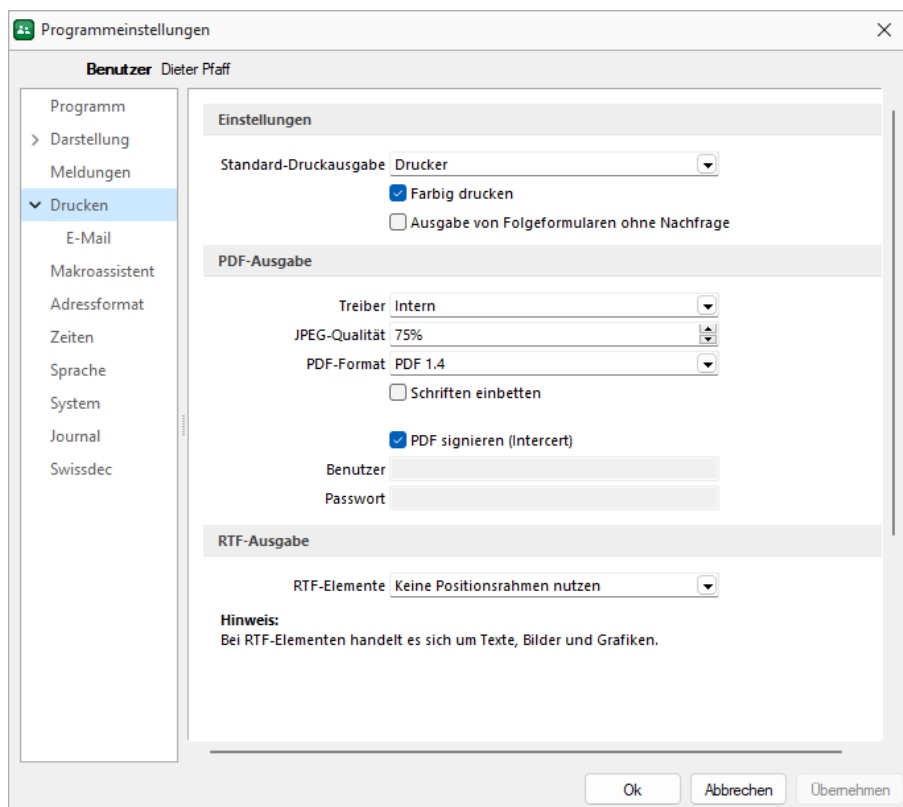 Programmeinstellungen
Benutzer Dieter Pfaff
Programm
Darstellung
Meldungen
Drucken
E-Mail
Makroassistent
Adressformat
Zeiten
Sprache
System
Journal
Swissdec
Einstellungen
Standard-Druckausgabe Drucker
Farbig drucken
Ausgabe von Folgeformularen ohne Nachfrage
PDF-Ausgabe
Treiber Intern
JPEG-Qualität 75%
PDF-Format PDF 1.4
Schriften einbetten
PDF signieren (Intercert)
Benutzer
Passwort
RTF-Ausgabe
RTF-Elemente Keine Positionsrahmen nutzen
Hinweis:
Bei RTF-Elementen handelt es sich um Texte, Bilder und Grafiken.
Ok Abbrechen Übernehmen